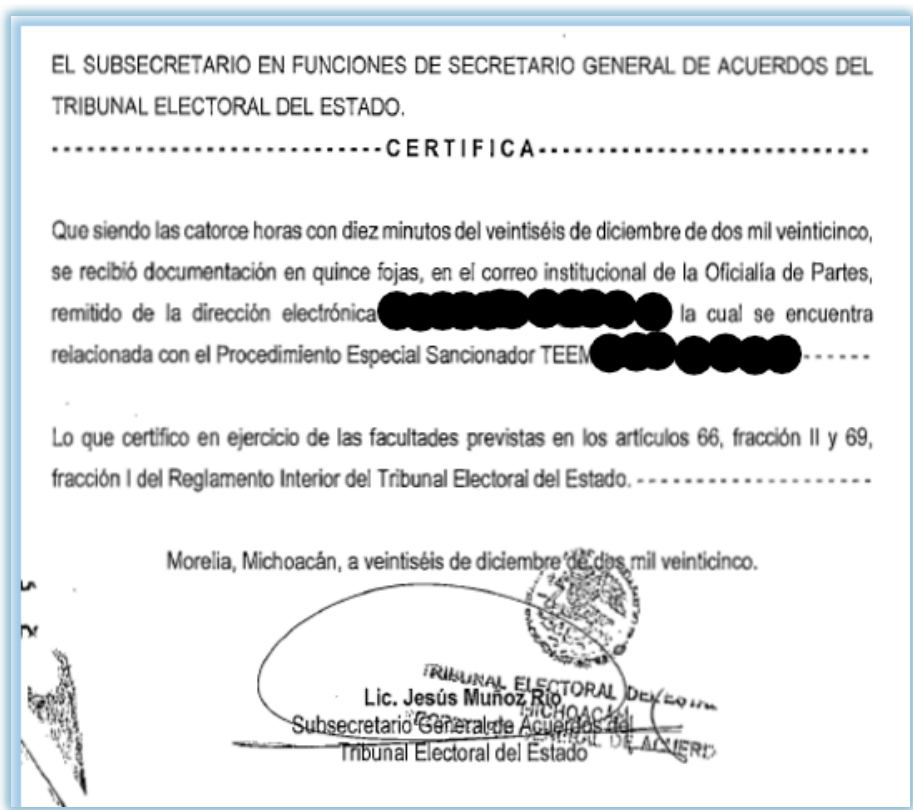 EL SUBSECRETARIO EN FUNCIONES DE SECRETARIO GENERAL DE ACUERDOS DEL
TRIBUNAL ELECTORAL DEL ESTADO.
----------------------------CERTIFICA----------------------------
Que siendo las catorce horas con diez minutos del veintiséis de diciembre de dos mil veinticinco,
se recibió documentación en quince fojas, en el correo institucional de la Oficialía de Partes,
remitido de la dirección electrónica la cual se encuentra
relacionada con el Procedimiento Especial Sancionador TEEM ------
Lo que certifico en ejercicio de las facultades previstas en los artículos 66, fracción II y 69,
fracción I del Reglamento Interior del Tribunal Electoral del Estado. --------------------
Morelia, Michoacán, a veintiséis de diciembre de dos mil veinticinco.
TRIBUNAL ELECTORAL DEL
Lic. Jesús Muñoz Río
MICHOACÁN
Subsecretario General de Acuerdos del
DE ACUERD
Tribunal Electoral del Estado